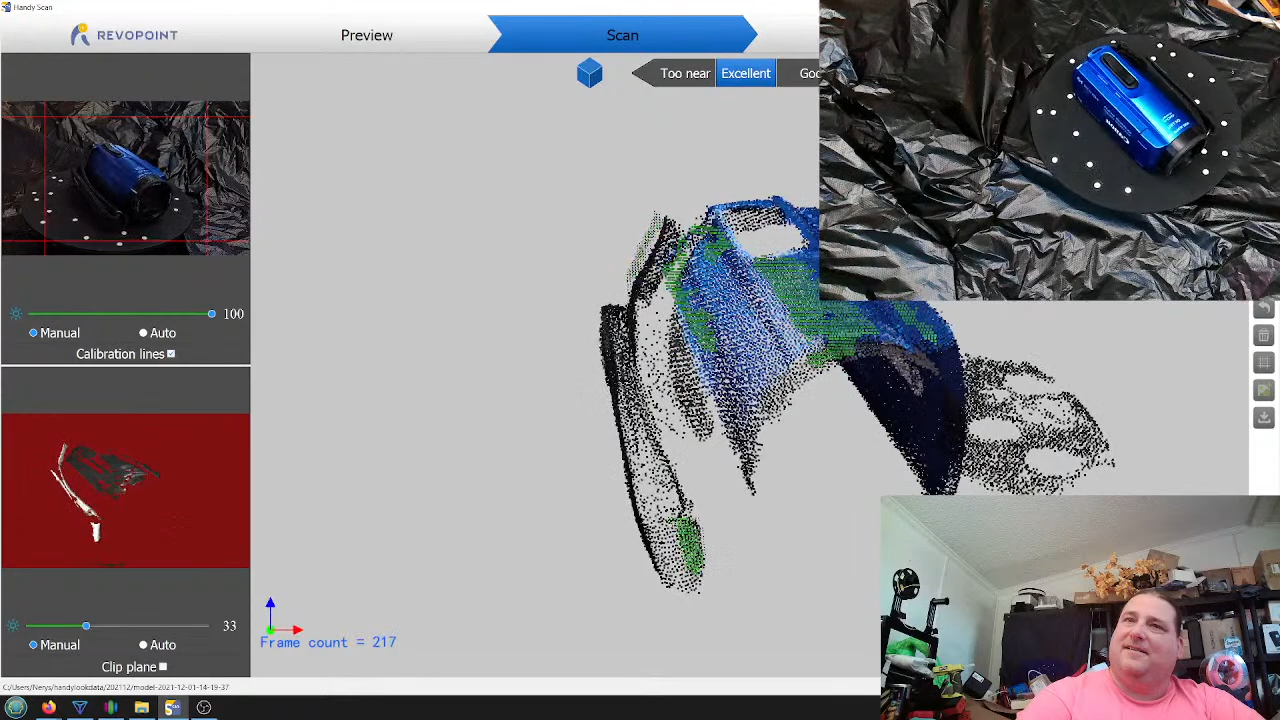 Handy Scan
REVOPOINT
Preview
Scan
Too near
Excellent
Goo
100
Manual
Auto
Calibration lines
33
Manual
Auto
Clip plane
Frame count = 217
C:/Users/Nerys/handylookdata/202112/model-2021-12-01-14-19-37